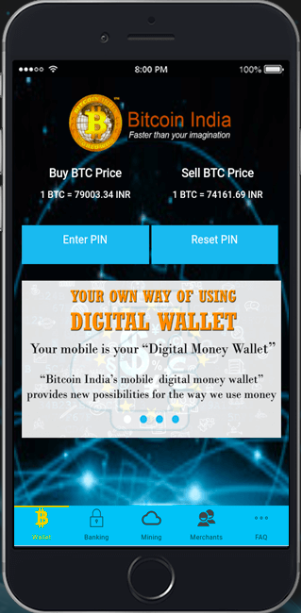 8:00 PM 100%
Bitcoin India
Faster than your imagination
Buy BTC Price Sell BTC Price
1 BTC = 79003.34 INR 1 BTC = 74161.69 INR
Enter PIN Reset PIN
YOUR OWN WAY OF USING
DIGITAL WALLET
Your mobile is your “Digital Money Wallet”
“Bitcoin India's mobile digital money wallet”
provides new possibilities for the way we use money
Wallet Banking Mining Merchants FAQ